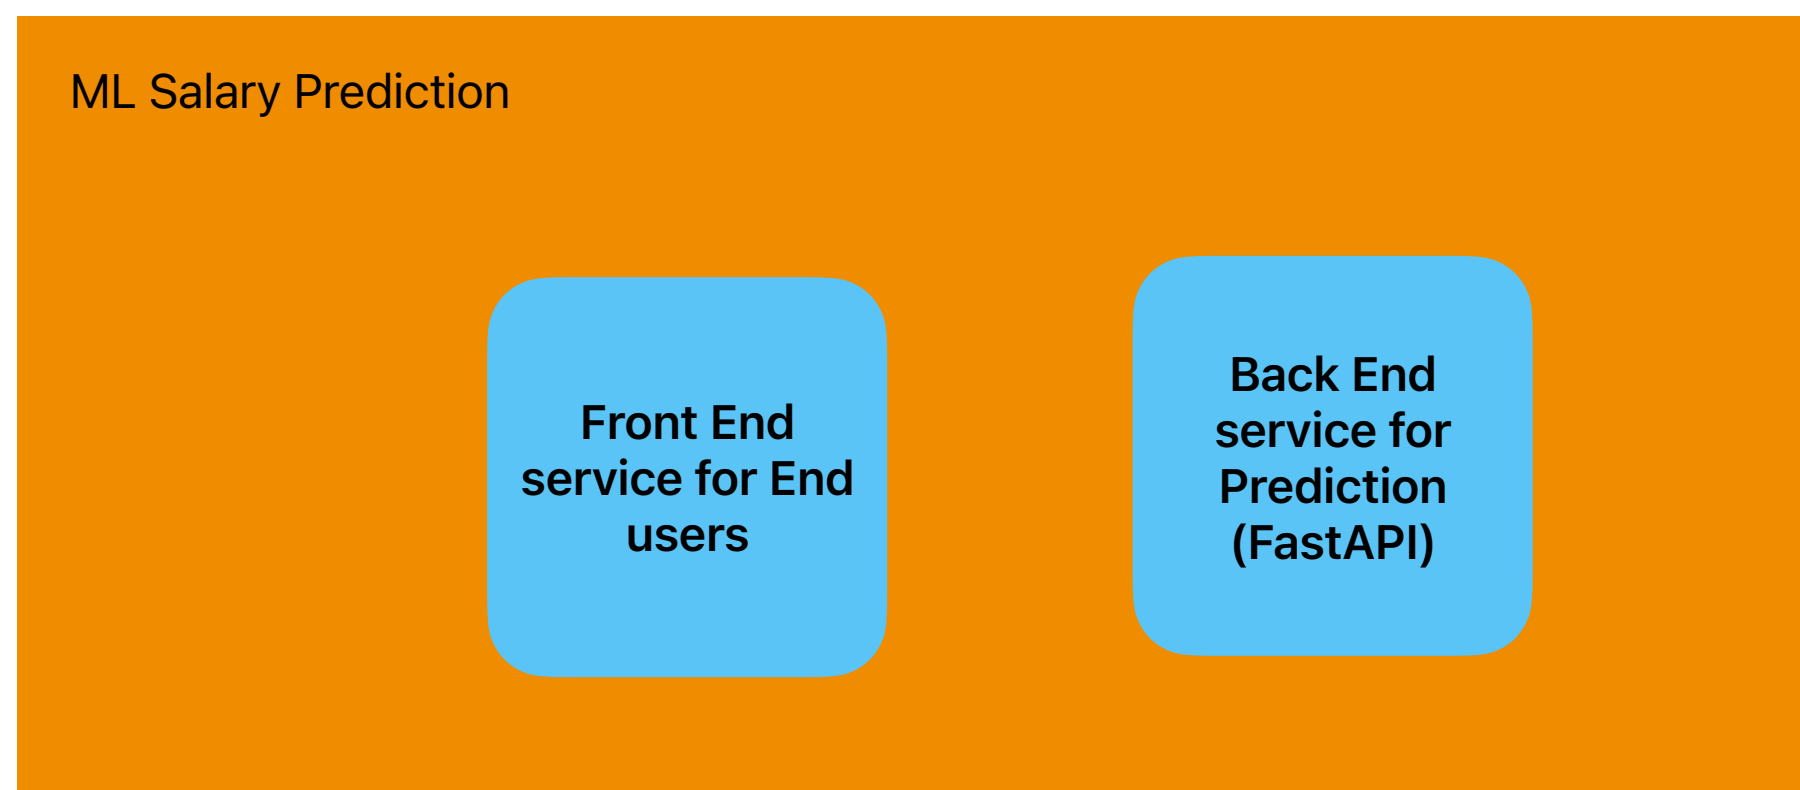 ML Salary Prediction
Front End
service for End
users
Back End
service for
Prediction
(FastAPI)